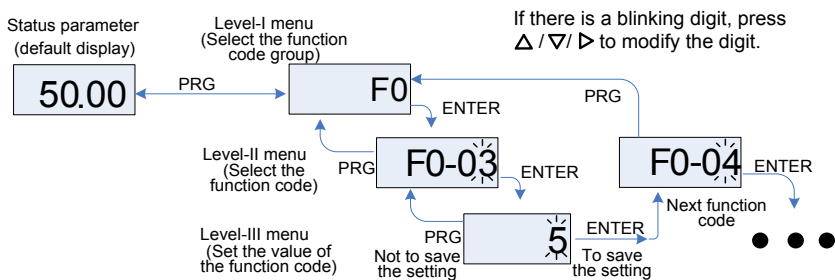 Status parameter
(default display)
50.00
PRG
Level-I menu
(Select the function
code group)
F0
ENTER
If there is a blinking digit, press
△ / ▽/ ▷ to modify the digit.
PRG
Level-II menu
(Select the
function code)
PRG
F0-03
ENTER
F0-04
ENTER
Next function
code
Level-III menu
(Set the value of
the function code)
PRG
Not to save
the setting
5
ENTER
To save
the setting
● ● ●